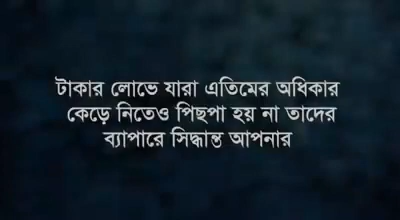 টাকার লোভে যারা এতিমের অধিকার
কেড়ে নিতেও পিছপা হয় না তাদের
ব্যাপারে সিদ্ধান্ত আপনার